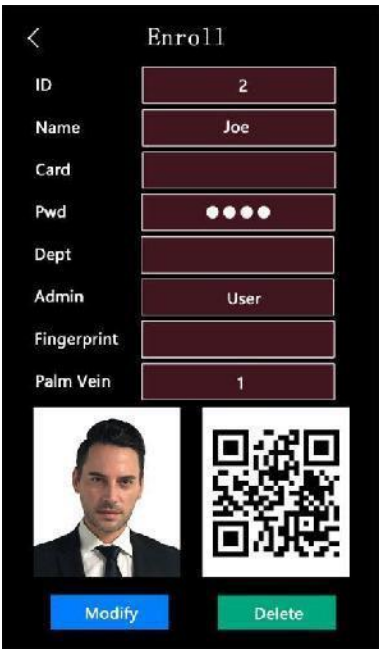 Enroll
ID 2
Name Joe
Card
Pwd ●●●●
Dept
Admin User
Fingerprint
Palm Vein 1
Modify Delete